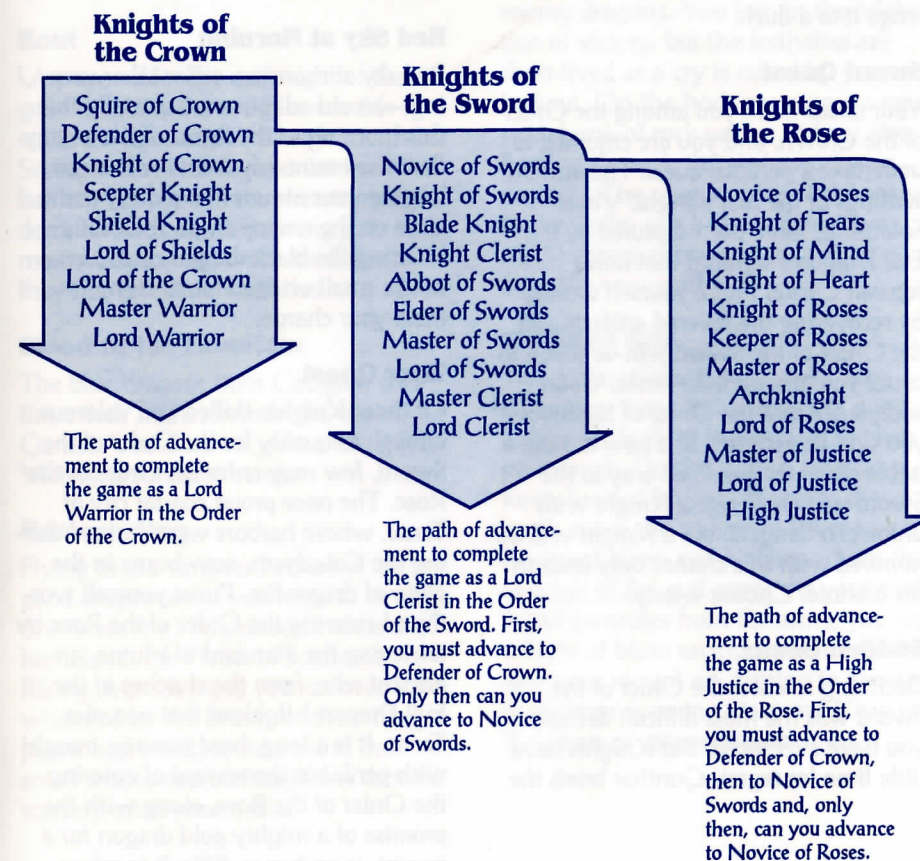 Knights of
the Crown
Squire of Crown
Defender of Crown
Knight of Crown
Scepter Knight
Shield Knight
Lord of Shields
Lord of the Crown
Master Warrior
Lord Warrior
The path of advance-
ment to complete
the game as a Lord
Warrior in the Order
of the Crown.
Knights of
the Sword
Novice of Swords
Knight of Swords
Blade Knight
Knight Clerist
Abbot of Swords
Elder of Swords
Master of Swords
Lord of Swords
Master Clerist
Lord Clerist
The path of advance-
ment to complete
the game as a Lord
Clerist in the Order
of the Sword. First,
you must advance to
Defender of Crown.
Only then can you
advance to Novice
of Swords.
Knights of
the Rose
Novice of Roses
Knight of Tears
Knight of Mind
Knight of Heart
Knight of Roses
Keeper of Roses
Master of Roses
Archknight
Lord of Roses
Master of Justice
Lord of Justice
High Justice
The path of advance-
ment to complete
the game as a High
Justice in the Order
of the Rose. First,
you must advance to
Defender of Crown,
then to Novice of
Swords and, only
then, can you advance
to Novice of Roses.